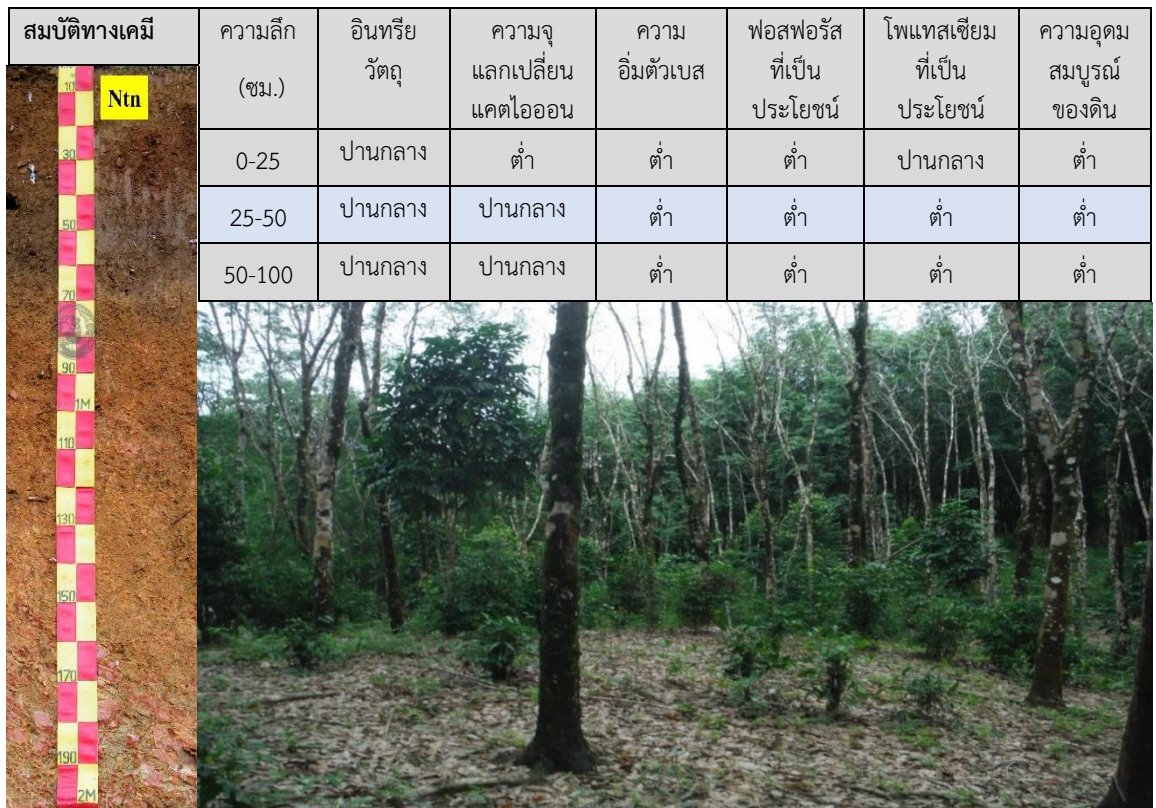 สมบัติทางเคมี
ความลึก
(ซม.)
อินทรีย
วัตถุ
ความจุ
แลกเปลี่ยน
แคตไอออน
ความ
อิ่มตัวเบส
ฟอสฟอรัส
ที่เป็น
ประโยชน์
โพแทสเซียม
ที่เป็น
ประโยชน์
ความอุดม
สมบูรณ์
ของดิน
0-25 ปานกลาง ต่ำ ต่ำ ต่ำ ปานกลาง ต่ำ
25-50 ปานกลาง ปานกลาง ต่ำ ต่ำ ต่ำ ต่ำ
50-100 ปานกลาง ปานกลาง ต่ำ ต่ำ ต่ำ ต่ำ
Ntn
10
30
50
70
90
1M
110
130
150
170
190
2M